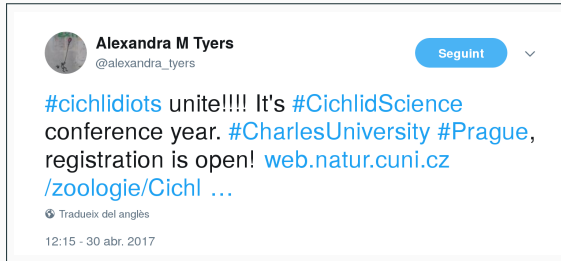 Alexandra M Tyers
@alexandra_tyers
Seguint
#cichlidiots unite!!!! It's #CichlidScience
conference year. #CharlesUniversity #Prague,
registration is open! web.natur.cuni.cz
/zoologie/Cichl …
Tradueix del anglès
12:15 - 30 abr. 2017